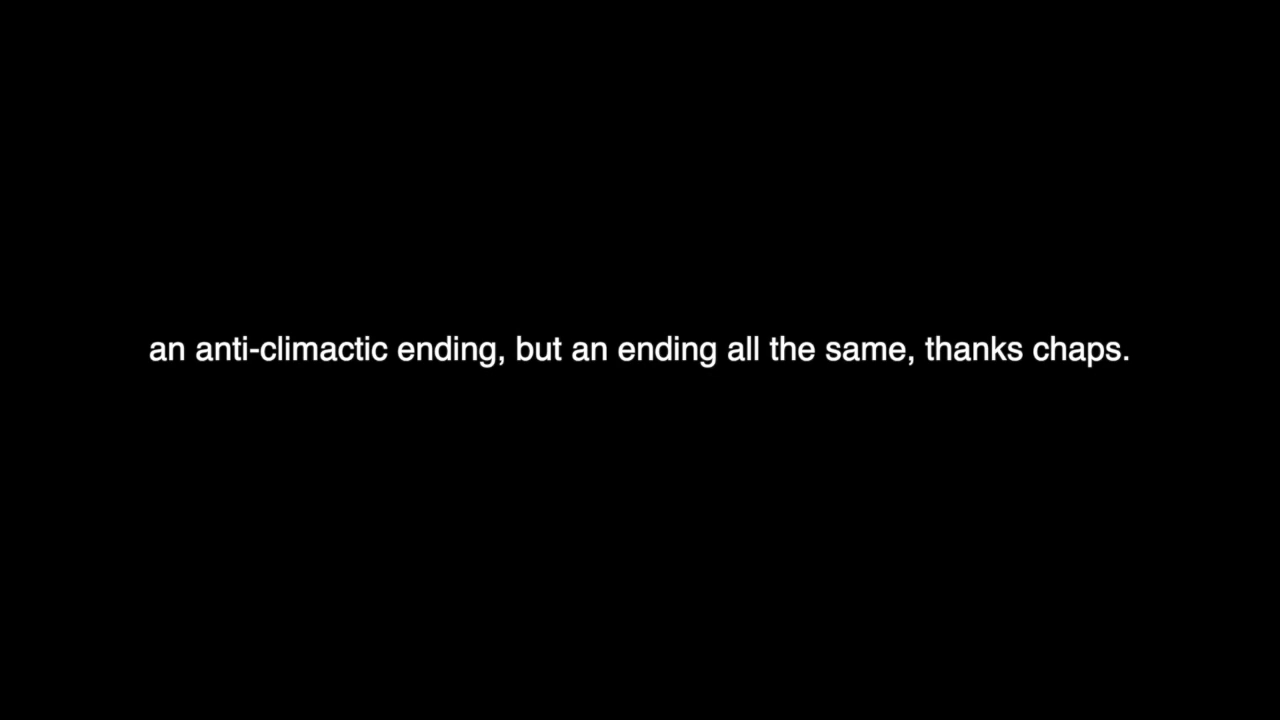 an anti-climactic ending, but an ending all the same, thanks chaps.